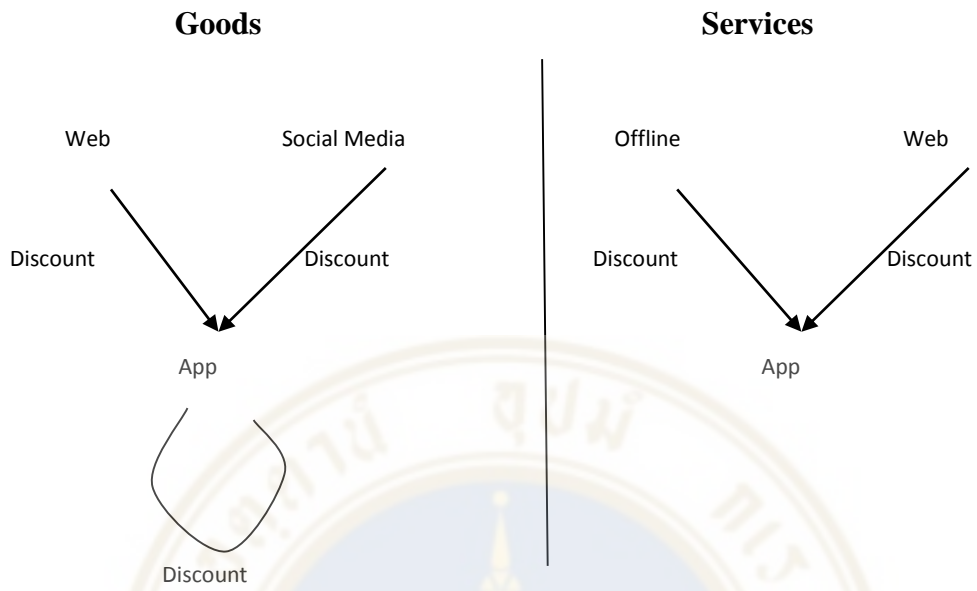 Goods
Services
Web
Social Media
Offline
Web
Discount
Discount
Discount
Discount
App
App
Discount